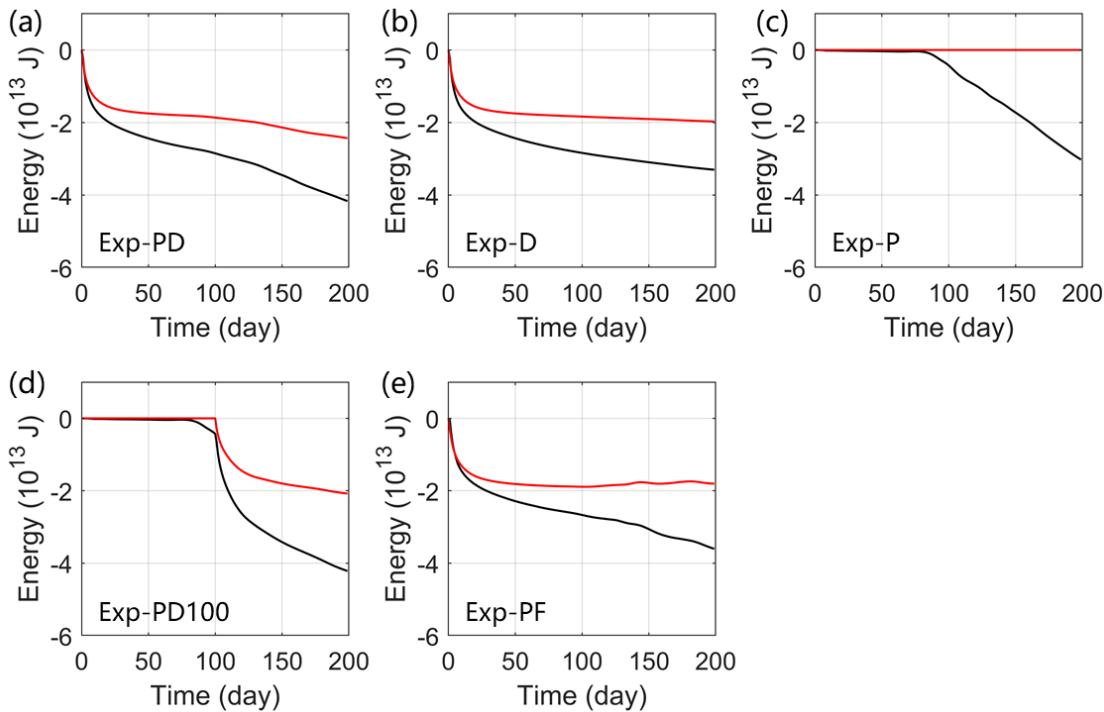 (a)
Energy (10^13 J)
0
-2
-4
-6
Exp-PD
0 50 100 150 200
Time (day)
(b)
Energy (10^13 J)
0
-2
-4
-6
Exp-D
0 50 100 150 200
Time (day)
(c)
Energy (10^13 J)
0
-2
-4
-6
Exp-P
0 50 100 150 200
Time (day)
(d)
Energy (10^13 J)
0
-2
-4
-6
Exp-PD100
0 50 100 150 200
Time (day)
(e)
Energy (10^13 J)
0
-2
-4
-6
Exp-PF
0 50 100 150 200
Time (day)